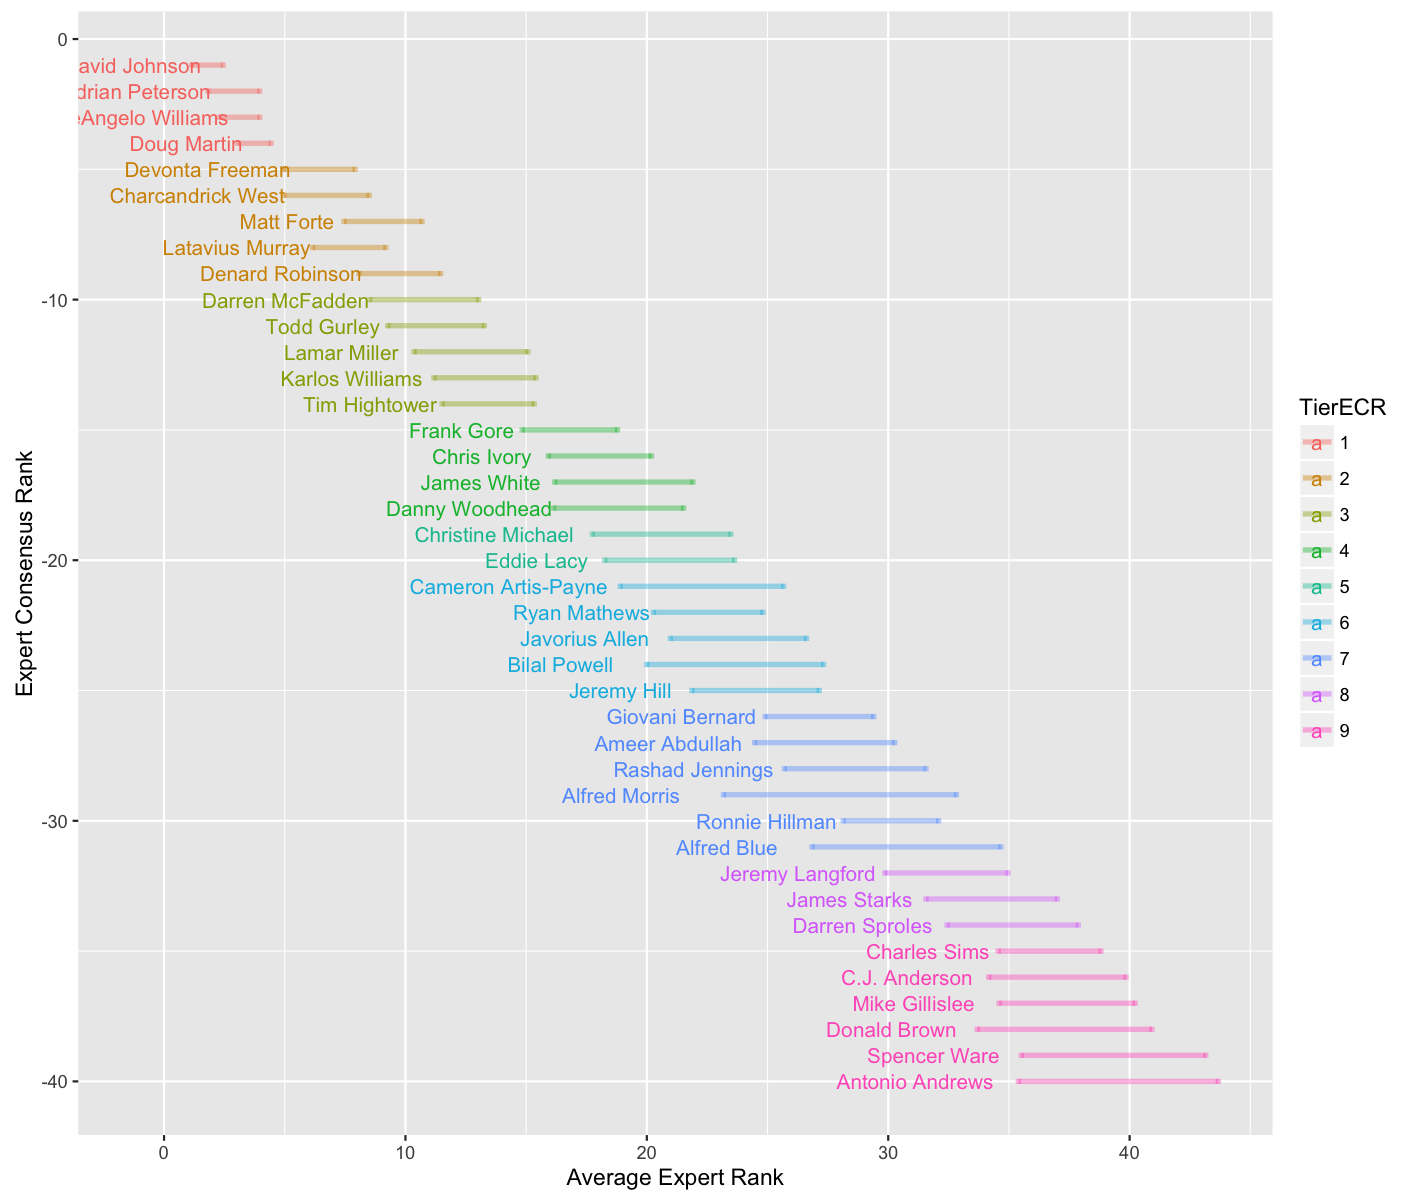 0
avid Johnson
drian Peterson
eAngelo Williams
Doug Martin
Devonta Freeman
Charcandrick West
Matt Forte
Latavius Murray
Denard Robinson
-10
Darren McFadden
Todd Gurley
Lamar Miller
Karlos Williams
Tim Hightower
Frank Gore
Chris Ivory
James White
Danny Woodhead
Christine Michael
-20
Eddie Lacy
Cameron Artis-Payne
Ryan Mathews
Javorius Allen
Bilal Powell
Jeremy Hill
Giovani Bernard
Ameer Abdullah
Rashad Jennings
Alfred Morris
-30
Ronnie Hillman
Alfred Blue
Jeremy Langford
James Starks
Darren Sproles
Charles Sims
C.J. Anderson
Mike Gillislee
Donald Brown
Spencer Ware
-40
Antonio Andrews
0 10 20 30 40
Average Expert Rank
Expert Consensus Rank
TierECR
a 1
a 2
a 3
a 4
a 5
a 6
a 7
a 8
a 9